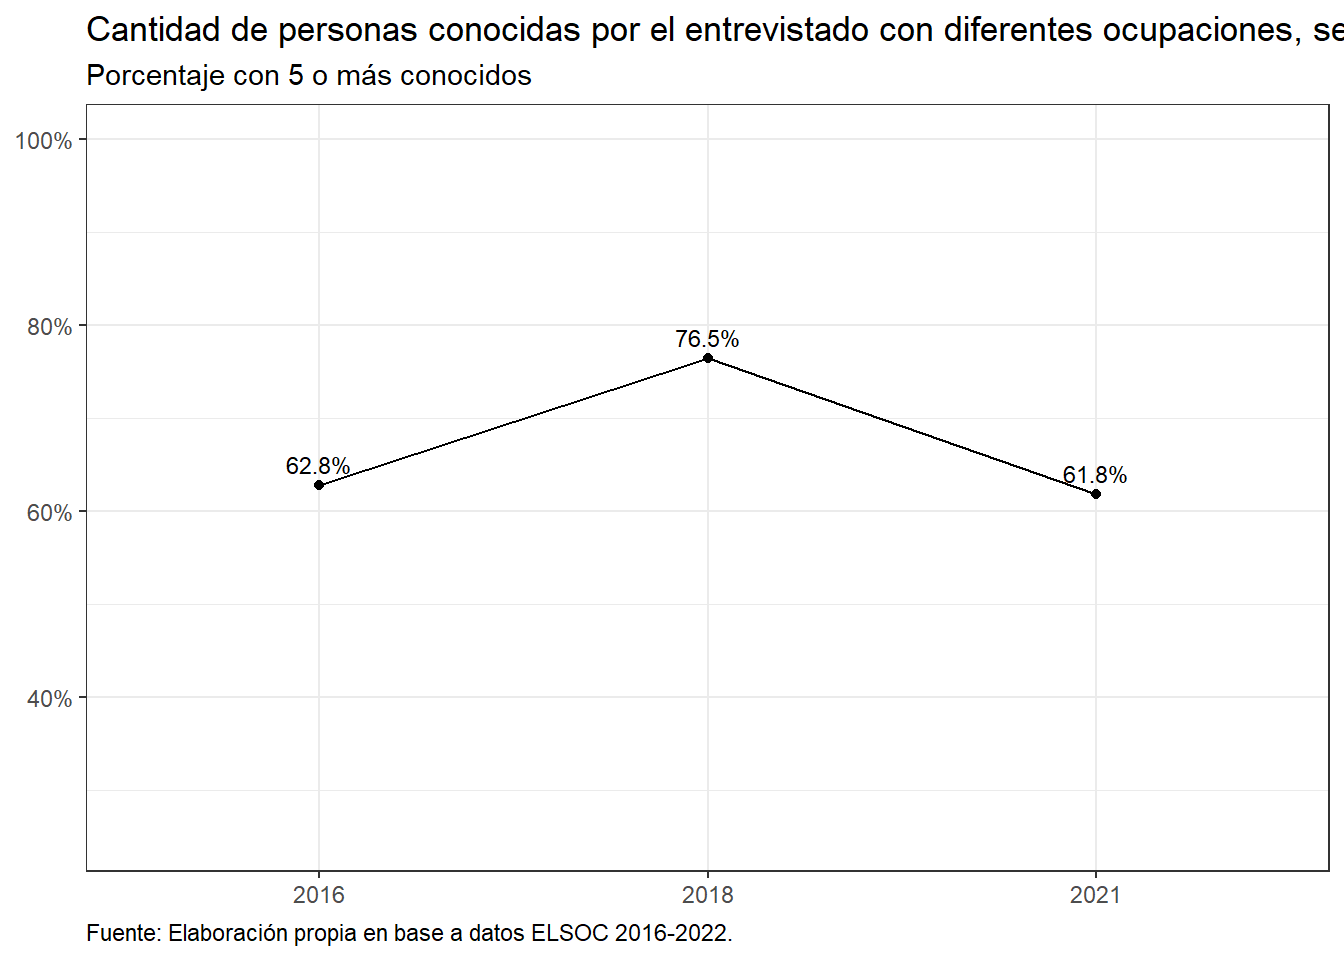 Cantidad de personas conocidas por el entrevistado con diferentes ocupaciones, se
Porcentaje con 5 o más conocidos
100%
80%
76.5%
62.8%
61.8%
60%
40%
2016 2018 2021
Fuente: Elaboración propia en base a datos ELSOC 2016-2022.